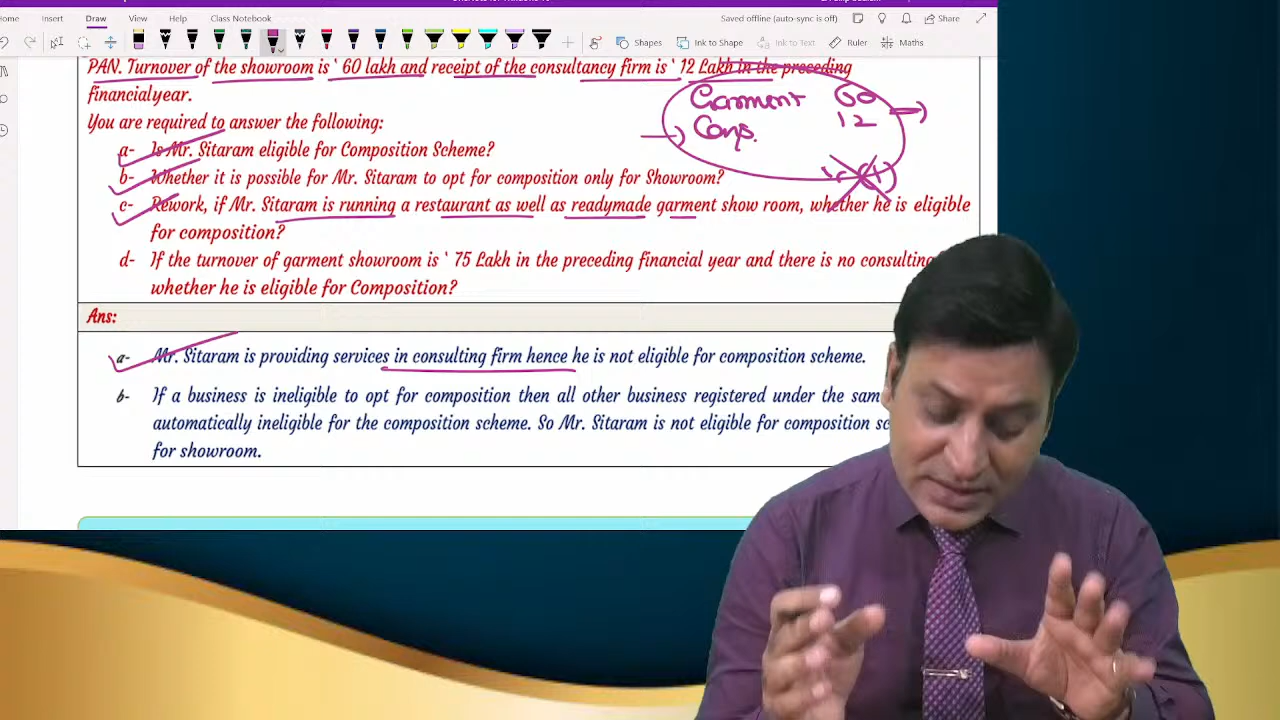 Home Insert Draw View Help Class Notebook Saved offline (auto-sync is off) Share
Shapes Ink to Shape Ink to Text Ruler Maths
PAN. Turnover of the showroom is ` 60 lakh and receipt of the consultancy firm is ` 12 Lakh in the preceding
financialyear.
Garment 60
Cons. 12
You are required to answer the following:
a- Is Mr. Sitaram eligible for Composition Scheme?
b- Whether it is possible for Mr. Sitaram to opt for composition only for Showroom?
c- Rework, if Mr. Sitaram is running a restaurant as well as readymade garment show room, whether he is eligible
for composition?
d- If the turnover of garment showroom is ` 75 Lakh in the preceding financial year and there is no consulting
whether he is eligible for Composition?
Ans:
a- Mr. Sitaram is providing services in consulting firm hence he is not eligible for composition scheme.
b- If a business is ineligible to opt for composition then all other business registered under the sam
automatically ineligible for the composition scheme. So Mr. Sitaram is not eligible for composition
for showroom.